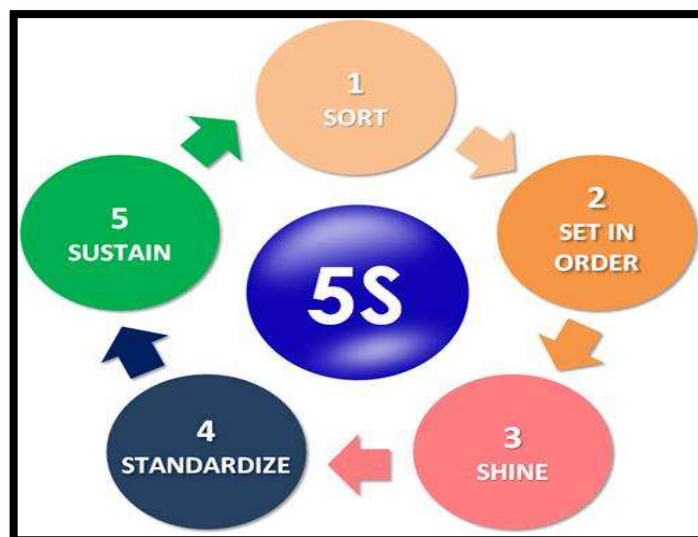 1
SORT
2
SET IN
ORDER
3
SHINE
4
STANDARDIZE
5
SUSTAIN
5S